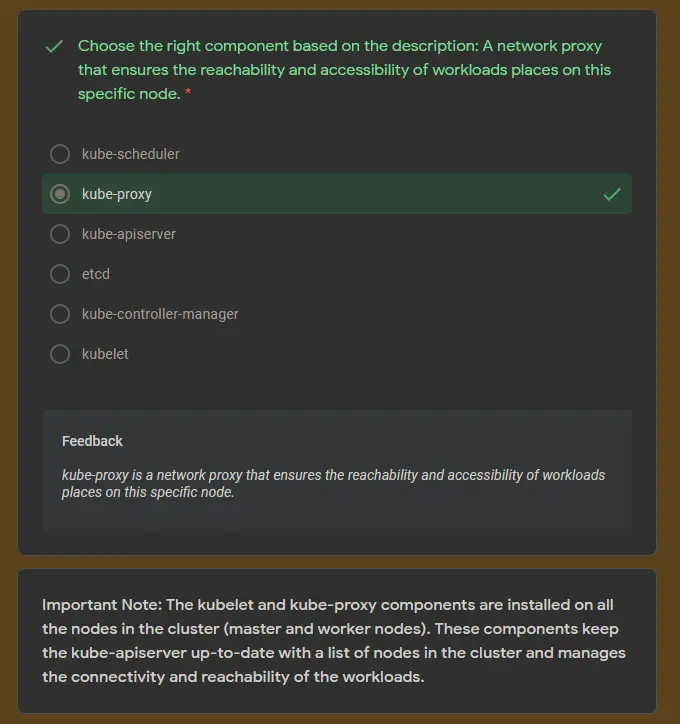 Choose the right component based on the description: A network proxy
that ensures the reachability and accessibility of workloads places on this
specific node. *
kube-scheduler
kube-proxy
kube-apiserver
etcd
kube-controller-manager
kubelet
Feedback
kube-proxy is a network proxy that ensures the reachability and accessibility of workloads
places on this specific node.
Important Note: The kubelet and kube-proxy components are installed on all
the nodes in the cluster (master and worker nodes). These components keep
the kube-apiserver up-to-date with a list of nodes in the cluster and manages
the connectivity and reachability of the workloads.